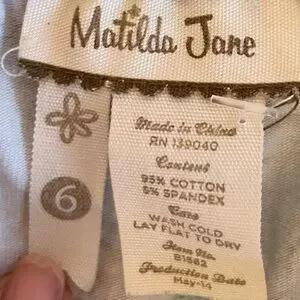 Matilda Jane
6
Made in China
RN 139040
Content
95% COTTON
5% SPANDEX
Care
WASH COLD
LAY FLAT TO DRY
Item No.
B1562
Production Date
May-14